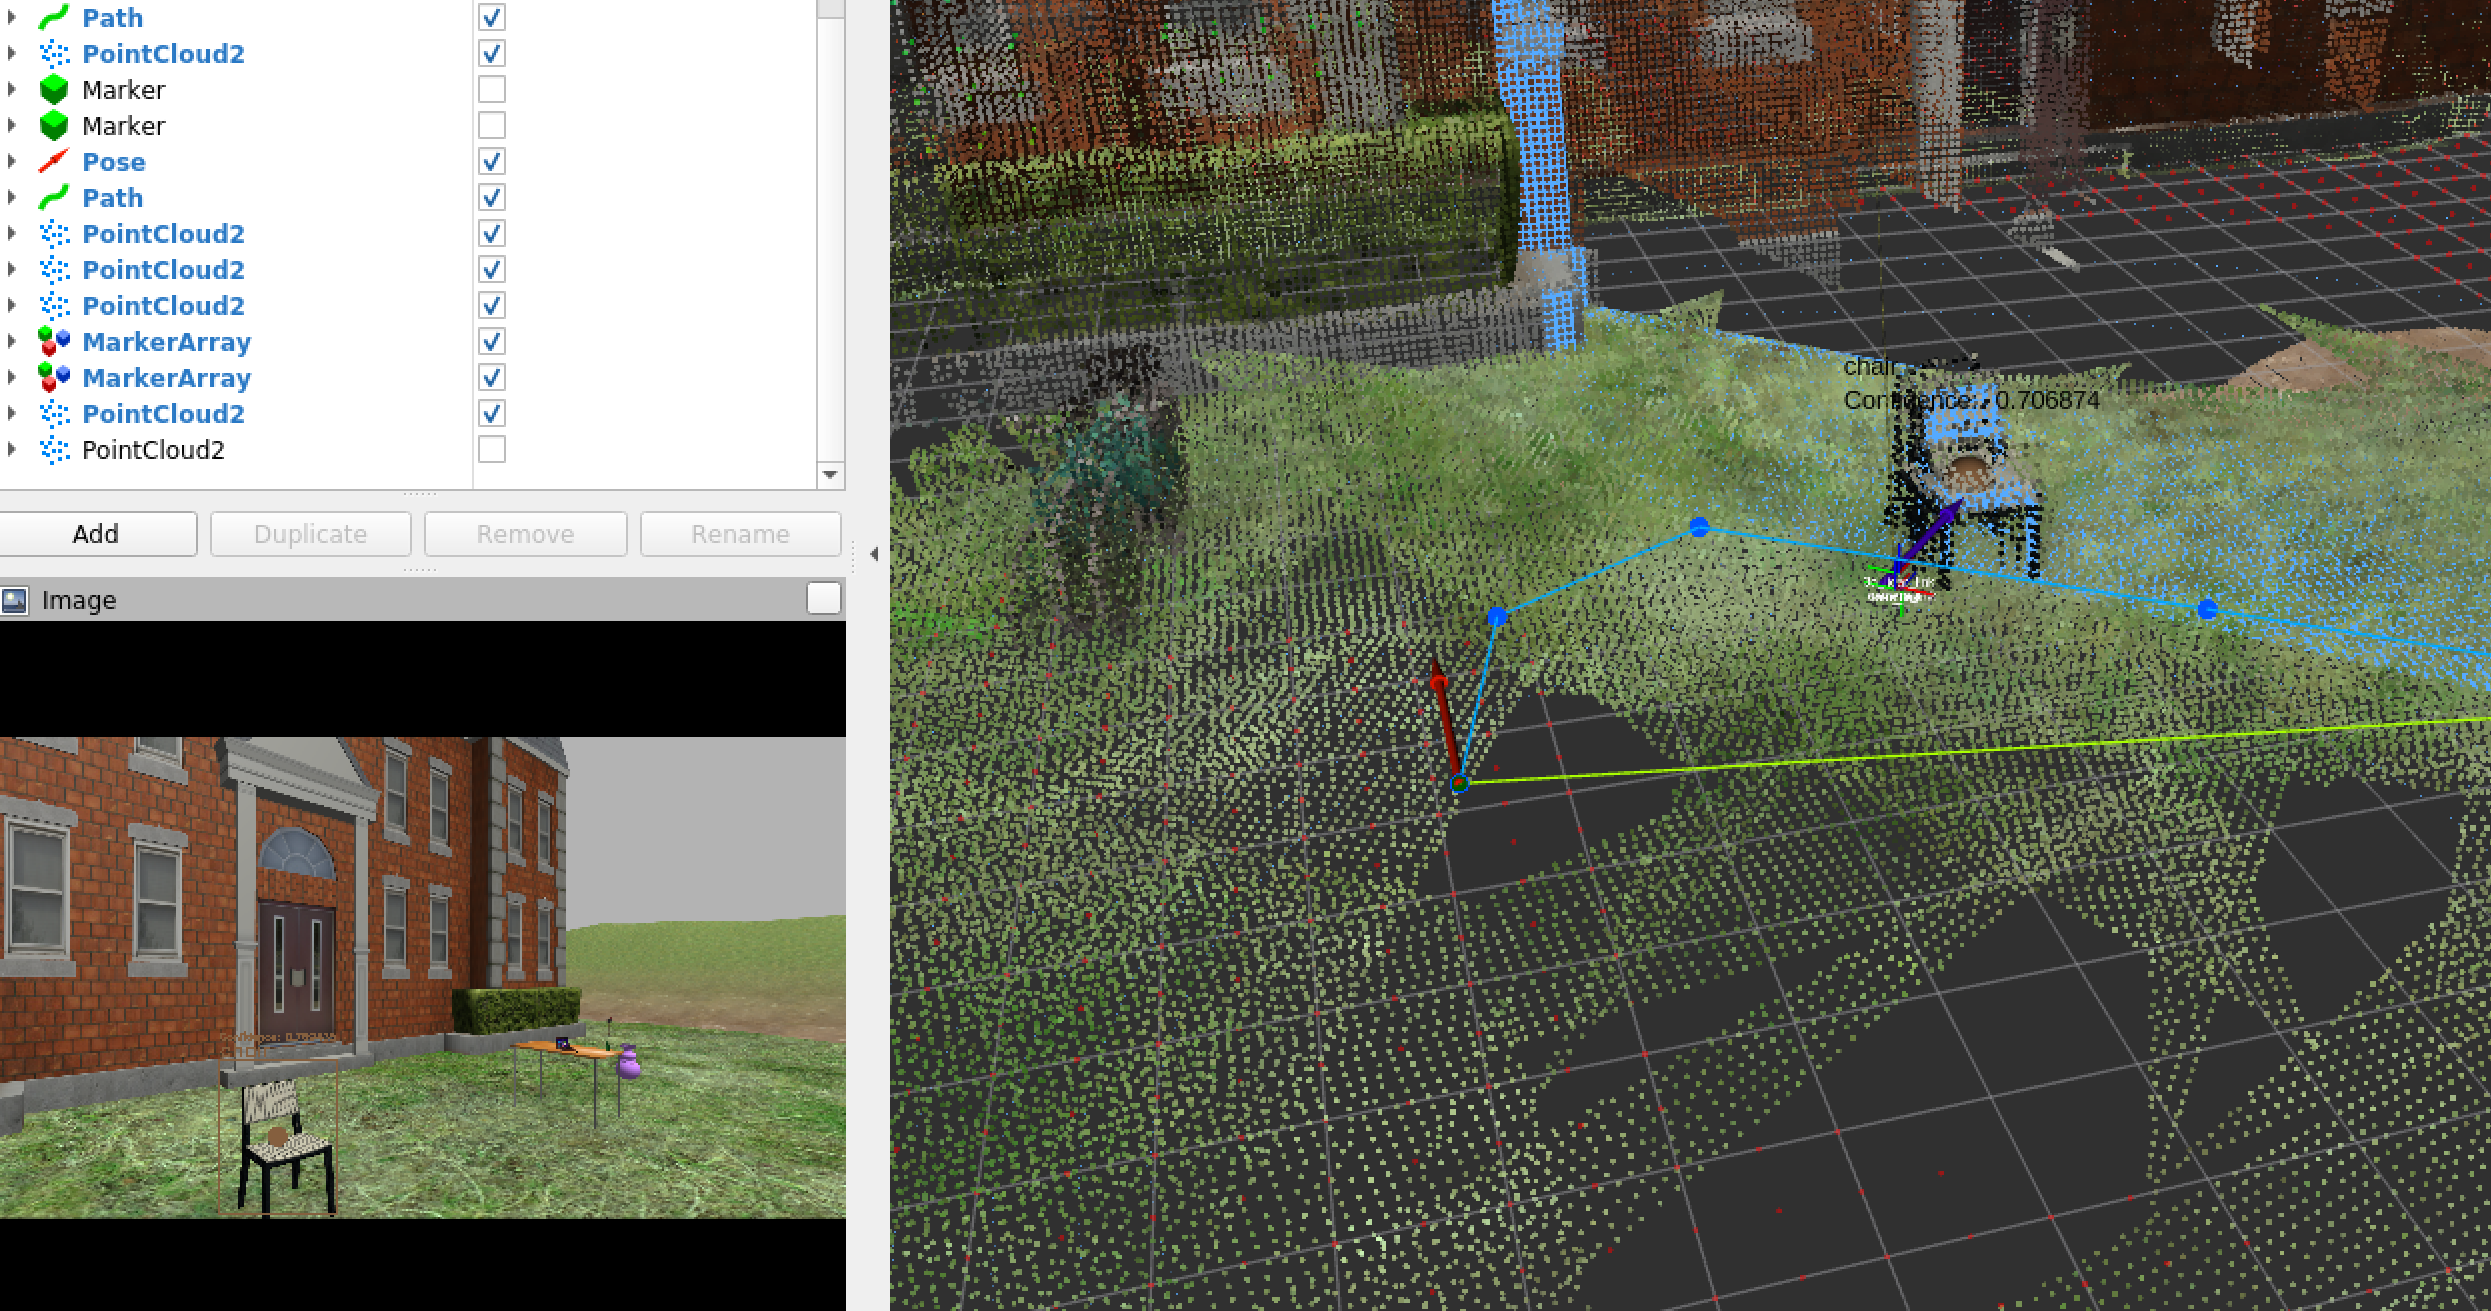 Path
PointCloud2
Marker
Marker
Pose
Path
PointCloud2
PointCloud2
PointCloud2
MarkerArray
MarkerArray
PointCloud2
PointCloud2
Add
Duplicate
Remove
Rename
Image
chair
Confidence: 0.706874